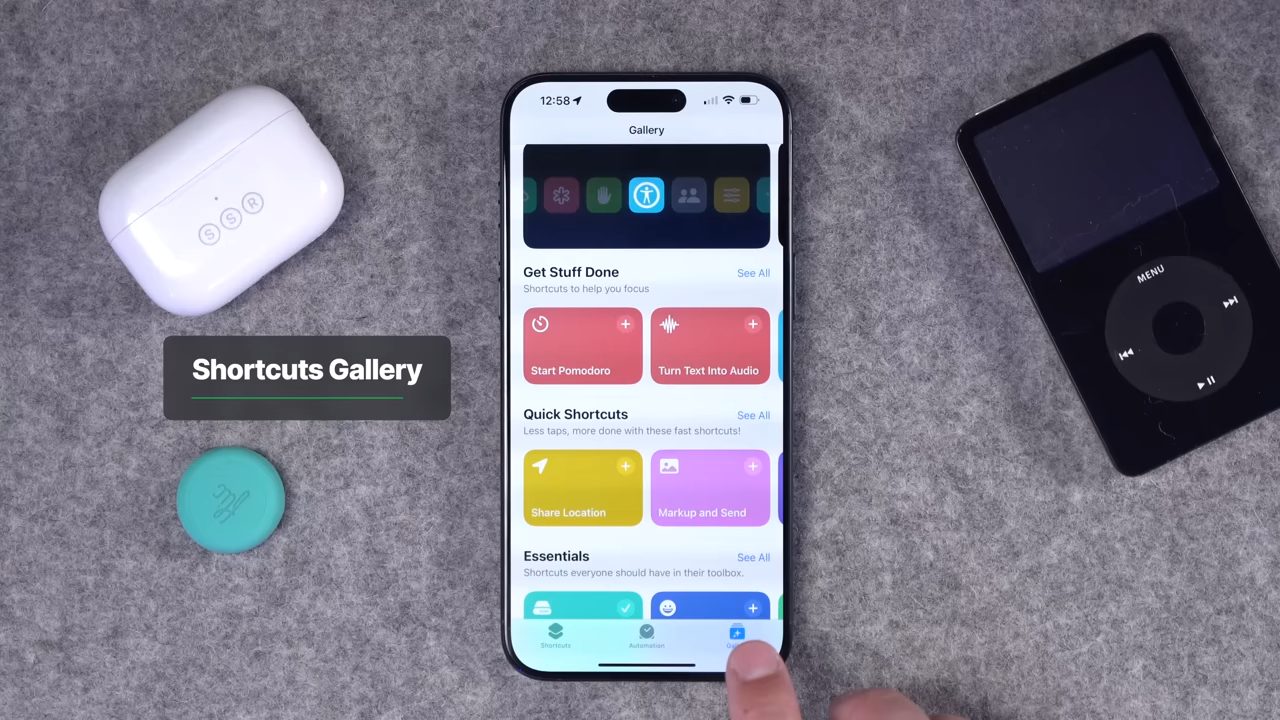 12:58
Gallery
Get Stuff Done
See All
Shortcuts to help you focus
Start Pomodoro
Turn Text Into Audio
Quick Shortcuts
See All
Less taps, more done with these fast shortcuts!
Share Location
Markup and Send
Essentials
See All
Shortcuts everyone should have in their toolbox.
Shortcuts
Automation
SSR
Shortcuts Gallery
MENU